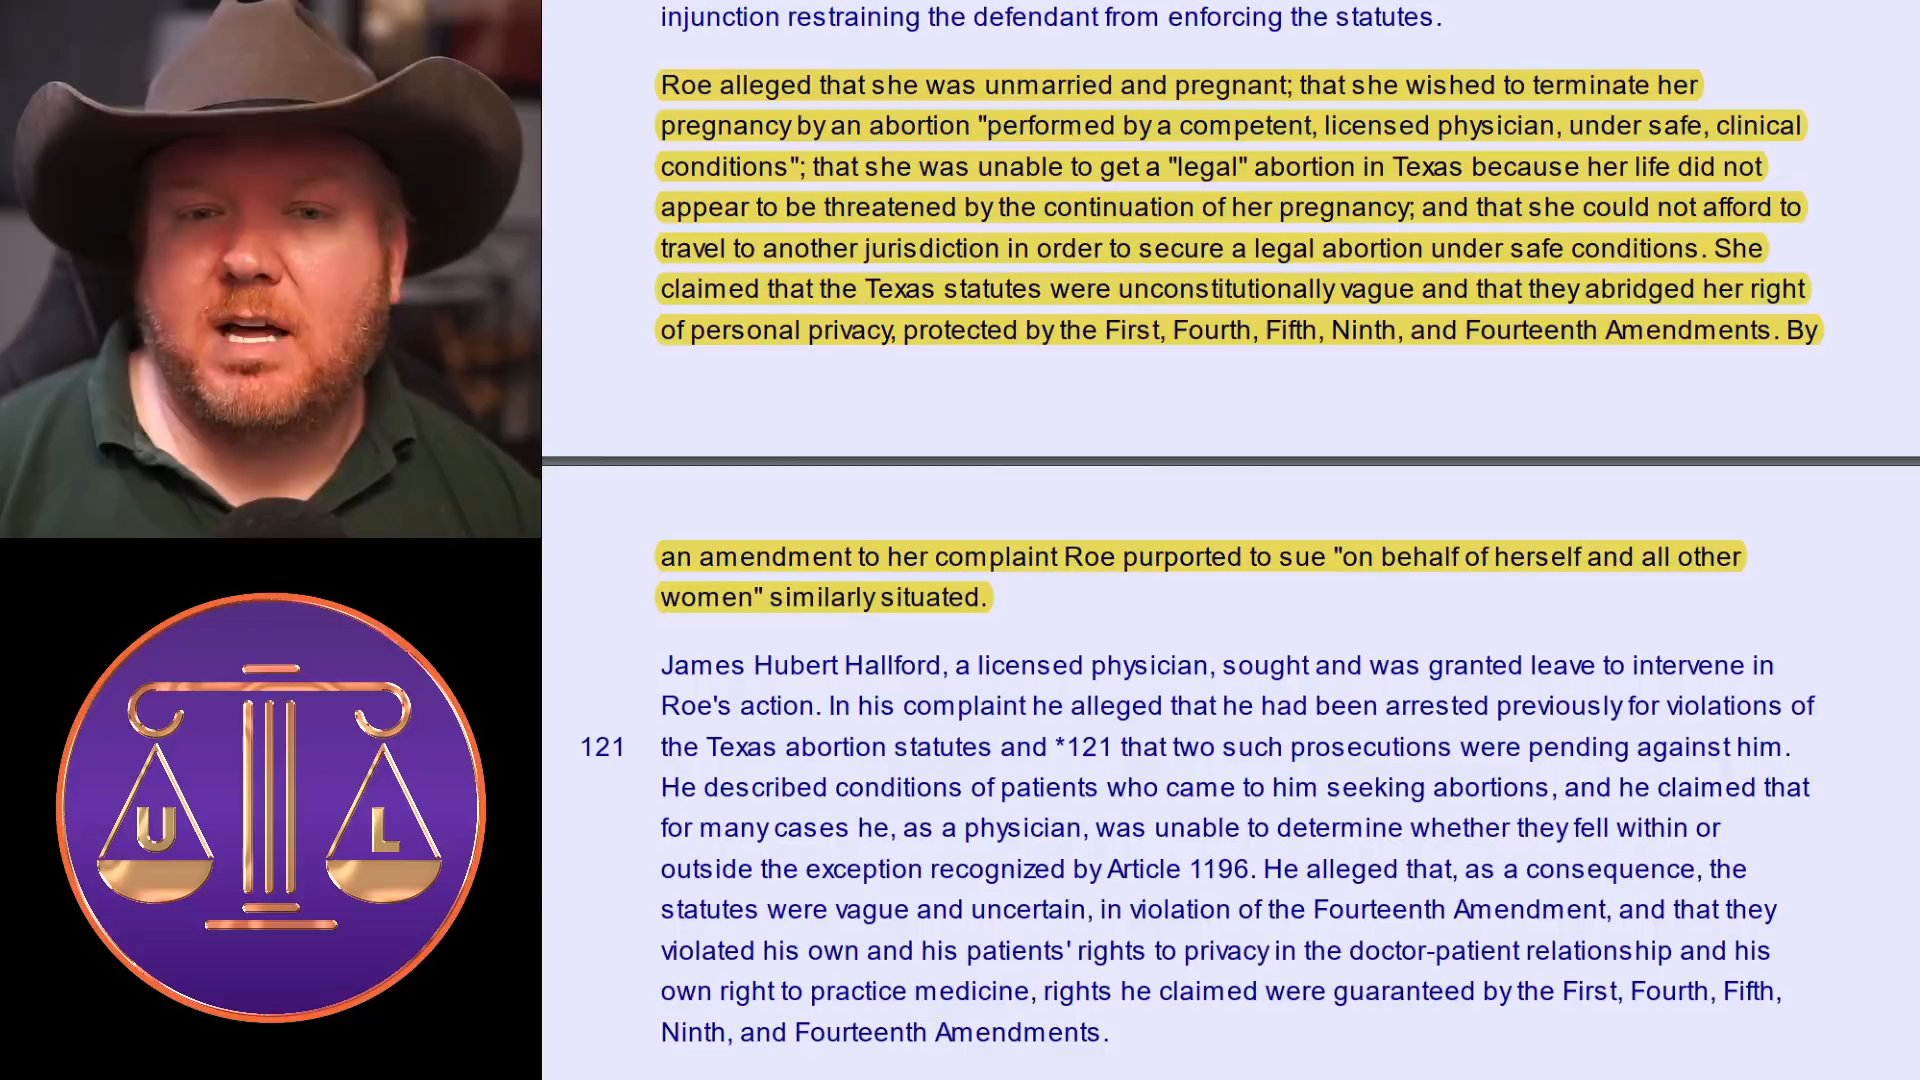 injunction restraining the defendant from enforcing the statutes.
Roe alleged that she was unmarried and pregnant; that she wished to terminate her
pregnancy by an abortion "performed by a competent, licensed physician, under safe, clinical
conditions"; that she was unable to get a "legal" abortion in Texas because her life did not
appear to be threatened by the continuation of her pregnancy; and that she could not afford to
travel to another jurisdiction in order to secure a legal abortion under safe conditions. She
claimed that the Texas statutes were unconstitutionally vague and that they abridged her right
of personal privacy, protected by the First, Fourth, Fifth, Ninth, and Fourteenth Amendments. By
an amendment to her complaint Roe purported to sue "on behalf of herself and all other
women" similarly situated.
James Hubert Hallford, a licensed physician, sought and was granted leave to intervene in
Roe's action. In his complaint he alleged that he had been arrested previously for violations of
121 the Texas abortion statutes and *121 that two such prosecutions were pending against him.
He described conditions of patients who came to him seeking abortions, and he claimed that
for many cases he, as a physician, was unable to determine whether they fell within or
outside the exception recognized by Article 1196. He alleged that, as a consequence, the
statutes were vague and uncertain, in violation of the Fourteenth Amendment, and that they
violated his own and his patients' rights to privacy in the doctor-patient relationship and his
own right to practice medicine, rights he claimed were guaranteed by the First, Fourth, Fifth,
Ninth, and Fourteenth Amendments.
U L